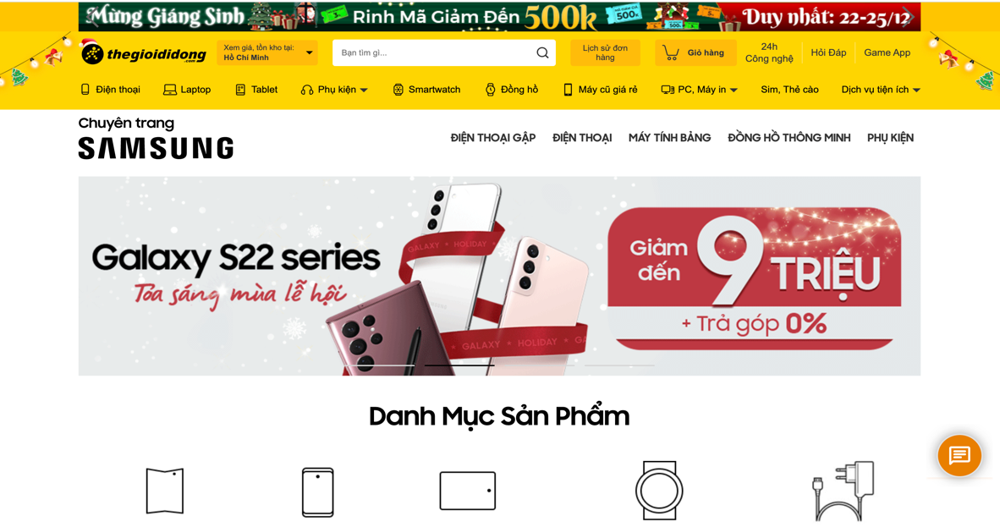 Mừng Giáng Sinh Rinh Mã Giảm Đến 500k 500k Duy nhất: 22-25/12
thegioididong
.com
Xem giá, tồn kho tại:
Hồ Chí Minh
Bạn tìm gì...
Lịch sử đơn
hàng
Giỏ hàng
24h
Công nghệ
Hỏi Đáp
Game App
Điện thoại
Laptop
Tablet
Phụ kiện
Smartwatch
Đồng hồ
Máy cũ giá rẻ
PC, Máy in
Sim, Thẻ cào
Dịch vụ tiện ích
Chuyên trang
SAMSUNG
ĐIỆN THOẠI GẬP
ĐIỆN THOẠI
MÁY TÍNH BẢNG
ĐỒNG HỒ THÔNG MINH
PHỤ KIỆN
Galaxy S22 series
Tỏa sáng mùa lễ hội
GALAXY * HOLIDAY *
* GALAXY * HOLIDAY * GA
Giảm
đến
9 TRIỆU
+ Trả góp 0%
Danh Mục Sản Phẩm